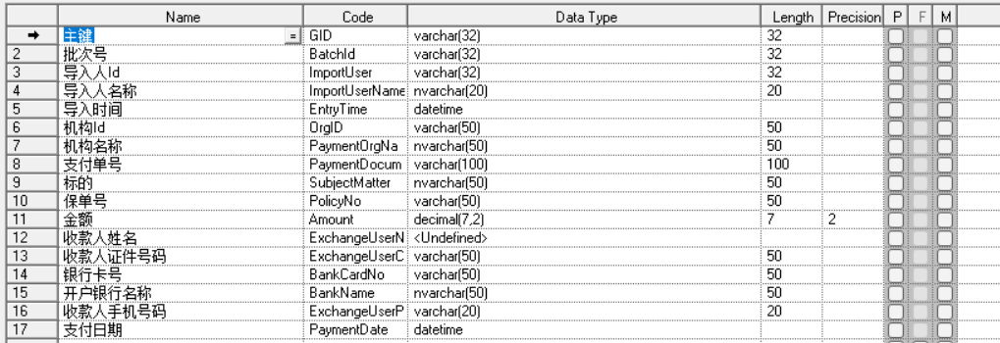 Name Code Data Type Length Precision P F M
主键 = GID varchar(32) 32
2 批次号 BatchId varchar(32) 32
3 导入人Id ImportUser varchar(32) 32
4 导入人名称 ImportUserName nvarchar(20) 20
5 导入时间 EntryTime datetime
6 机构Id OrgID varchar(50) 50
7 机构名称 PaymentOrgNa nvarchar(50) 50
8 支付单号 PaymentDocum varchar(100) 100
9 标的 SubjectMatter nvarchar(50) 50
10 保单号 PolicyNo varchar(50) 50
11 金额 Amount decimal(7,2) 7 2
12 收款人姓名 ExchangeUserN <Undefined>
13 收款人证件号码 ExchangeUserC varchar(50) 50
14 银行卡号 BankCardNo varchar(50) 50
15 开户银行名称 BankName nvarchar(50) 50
16 收款人手机号码 ExchangeUserP varchar(20) 20
17 支付日期 PaymentDate datetime